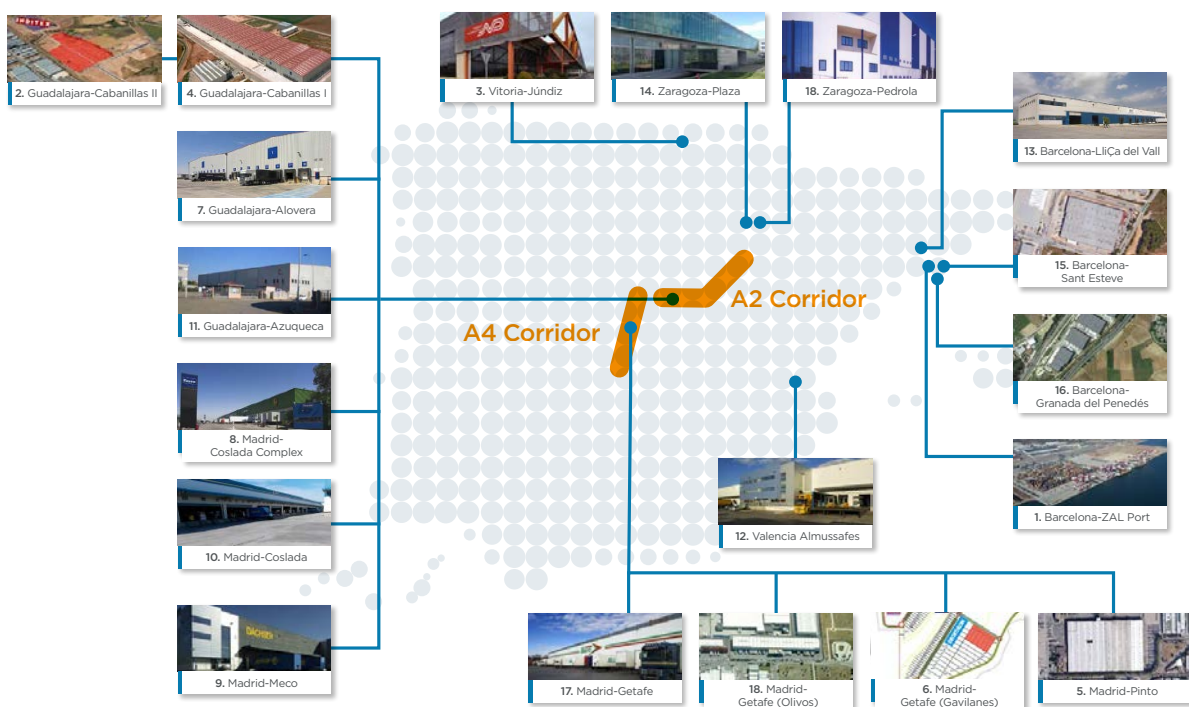 INDITEX
2. Guadalajara-Cabanillas II
4. Guadalajara-Cabanillas I
3. Vitoria-Júndiz
14. Zaragoza-Plaza
18. Zaragoza-Pedrola
13. Barcelona-LliÇa del Vall
7. Guadalajara-Alovera
15. Barcelona-
Sant Esteve
11. Guadalajara-Azuqueca
A2 Corridor
A4 Corridor
16. Barcelona-
Granada del Penedés
8. Madrid-
Coslada Complex
12. Valencia Almussafes
1. Barcelona-ZAL Port
10. Madrid-Coslada
DACHSER
9. Madrid-Meco
17. Madrid-Getafe
18. Madrid-
Getafe (Olivos)
6. Madrid-
Getafe (Gavilanes)
5. Madrid-Pinto